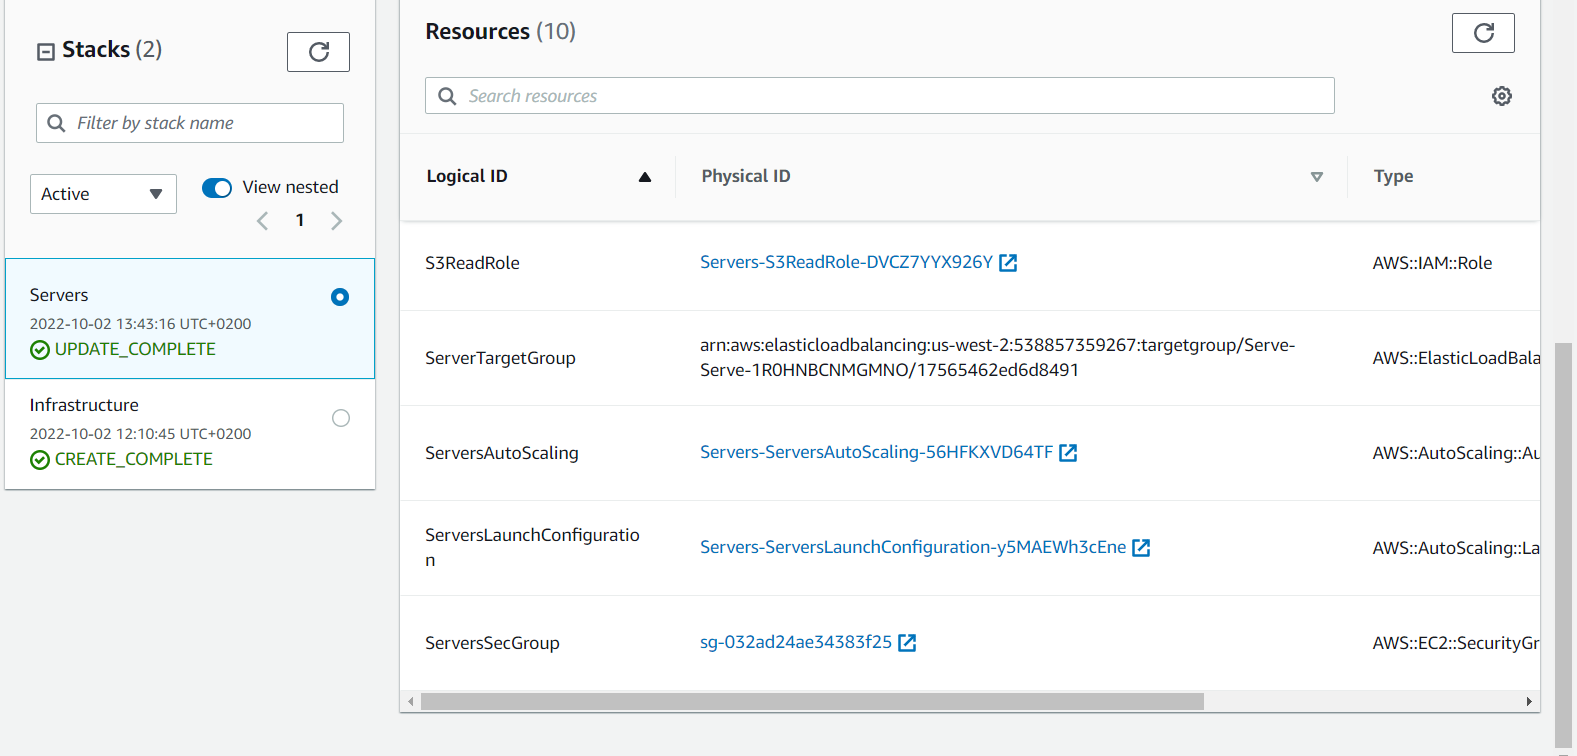 Stacks (2)
Filter by stack name
Active
View nested
1
Servers
2022-10-02 13:43:16 UTC+0200
UPDATE_COMPLETE
Infrastructure
2022-10-02 12:10:45 UTC+0200
CREATE_COMPLETE
Resources (10)
Search resources
Logical ID
Physical ID
Type
S3ReadRole
Servers-S3ReadRole-DVCZ7YYX926Y
AWS::IAM::Role
ServerTargetGroup
arn:aws:elasticloadbalancing:us-west-2:538857359267:targetgroup/Serve-
Serve-1R0HNBCNMGMNO/17565462ed6d8491
AWS::ElasticLoadBala
ServersAutoScaling
Servers-ServersAutoScaling-56HFKXVD64TF
AWS::AutoScaling::Au
ServersLaunchConfiguratio
n
Servers-ServersLaunchConfiguration-y5MAEWh3cEne
AWS::AutoScaling::La
ServersSecGroup
sg-032ad24ae34383f25
AWS::EC2::SecurityGr